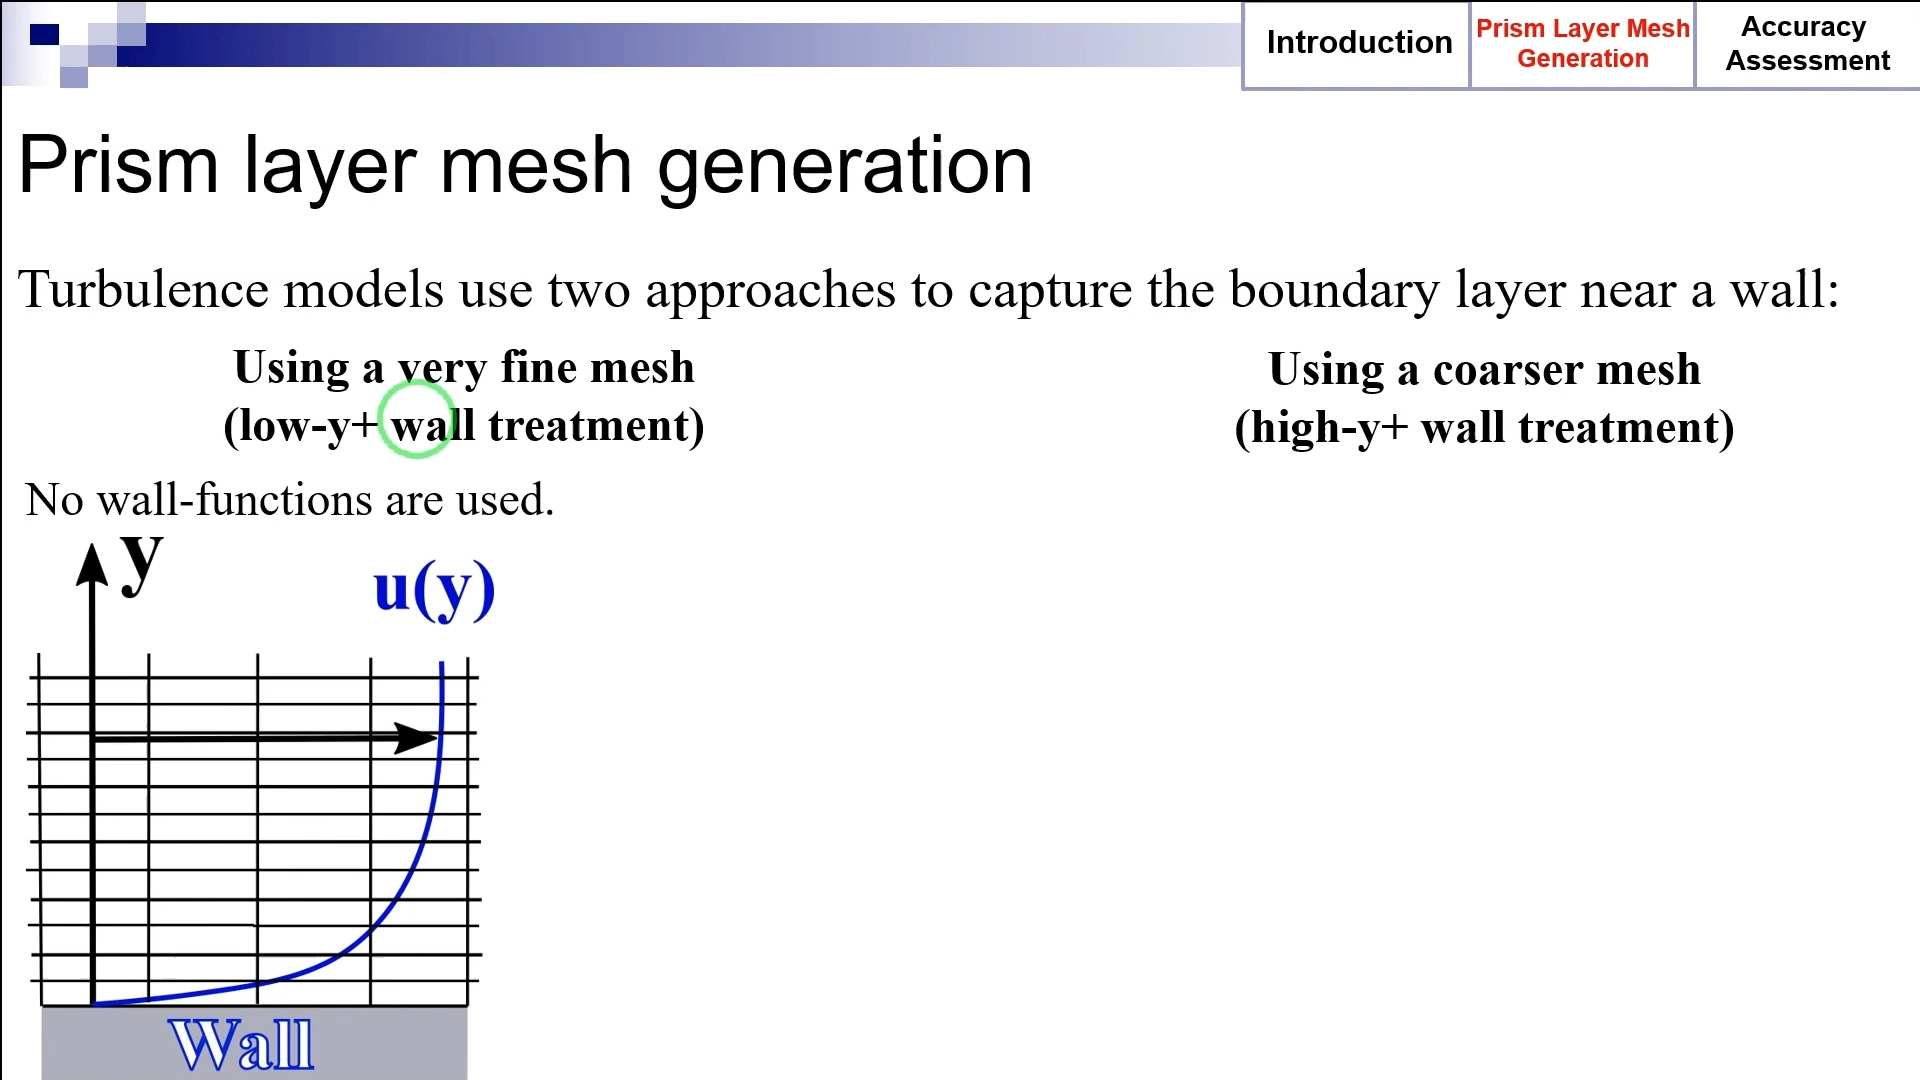 Introduction
Prism Layer Mesh
Generation
Accuracy
Assessment
Prism layer mesh generation
Turbulence models use two approaches to capture the boundary layer near a wall:
Using a very fine mesh
(low-y+ wall treatment)
Using a coarser mesh
(high-y+ wall treatment)
No wall-functions are used.
y
u(y)
Wall